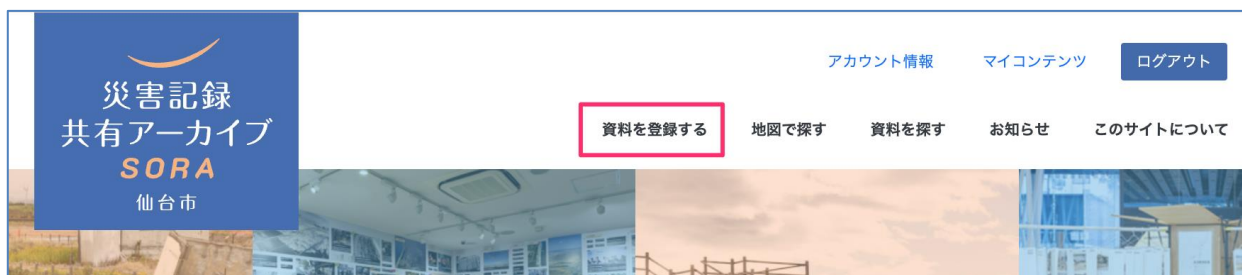 災害記録
共有アーカイブ
SORA
仙台市
アカウント情報 マイコンテンツ ログアウト
資料を登録する 地図で探す 資料を探す お知らせ このサイトについて